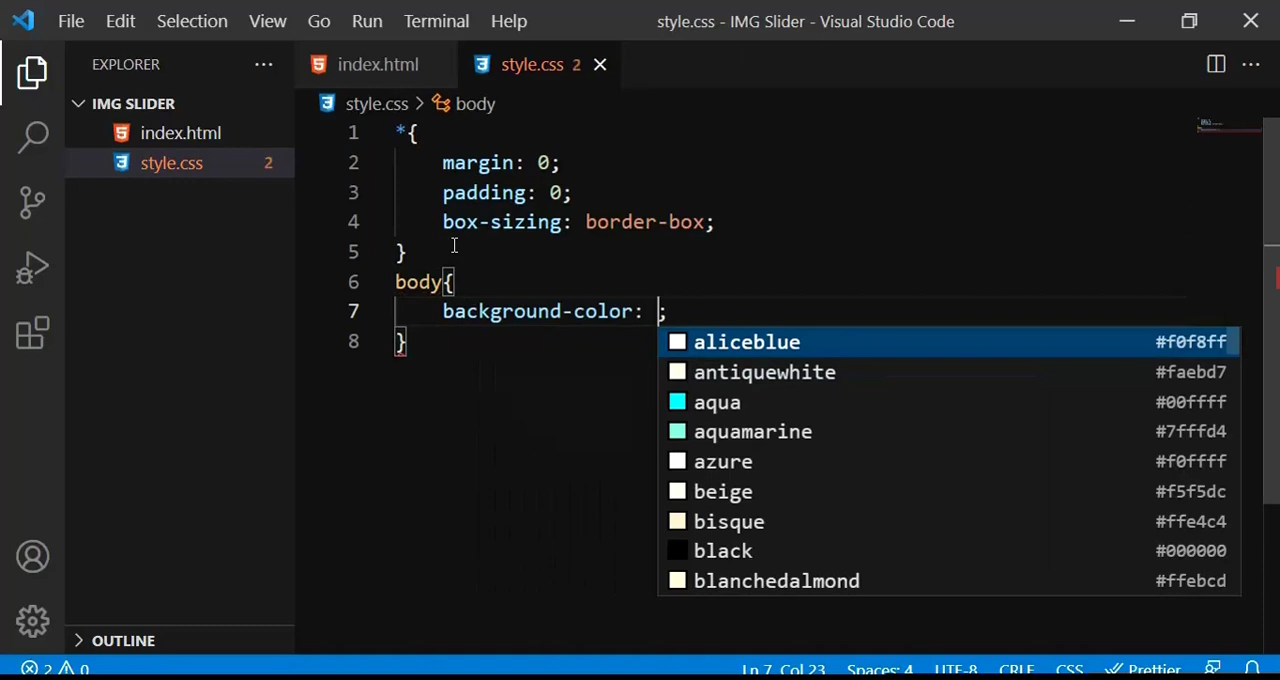 File Edit Selection View Go Run Terminal Help style.css - IMG Slider - Visual Studio Code
EXPLORER
IMG SLIDER
index.html
style.css 2
OUTLINE
index.html style.css 2
style.css > body
1 *{
2 margin: 0;
3 padding: 0;
4 box-sizing: border-box;
5 }
6 body{
7 background-color: ;
8 }
aliceblue #f0f8ff
antiquewhite #faebd7
aqua #00ffff
aquamarine #7fffd4
azure #f0ffff
beige #f5f5dc
bisque #ffe4c4
black #000000
blanchedalmond #ffebcd
2 0 Ln 7, Col 23 Spaces: 4 UTF-8 CRLF CSS Prettier